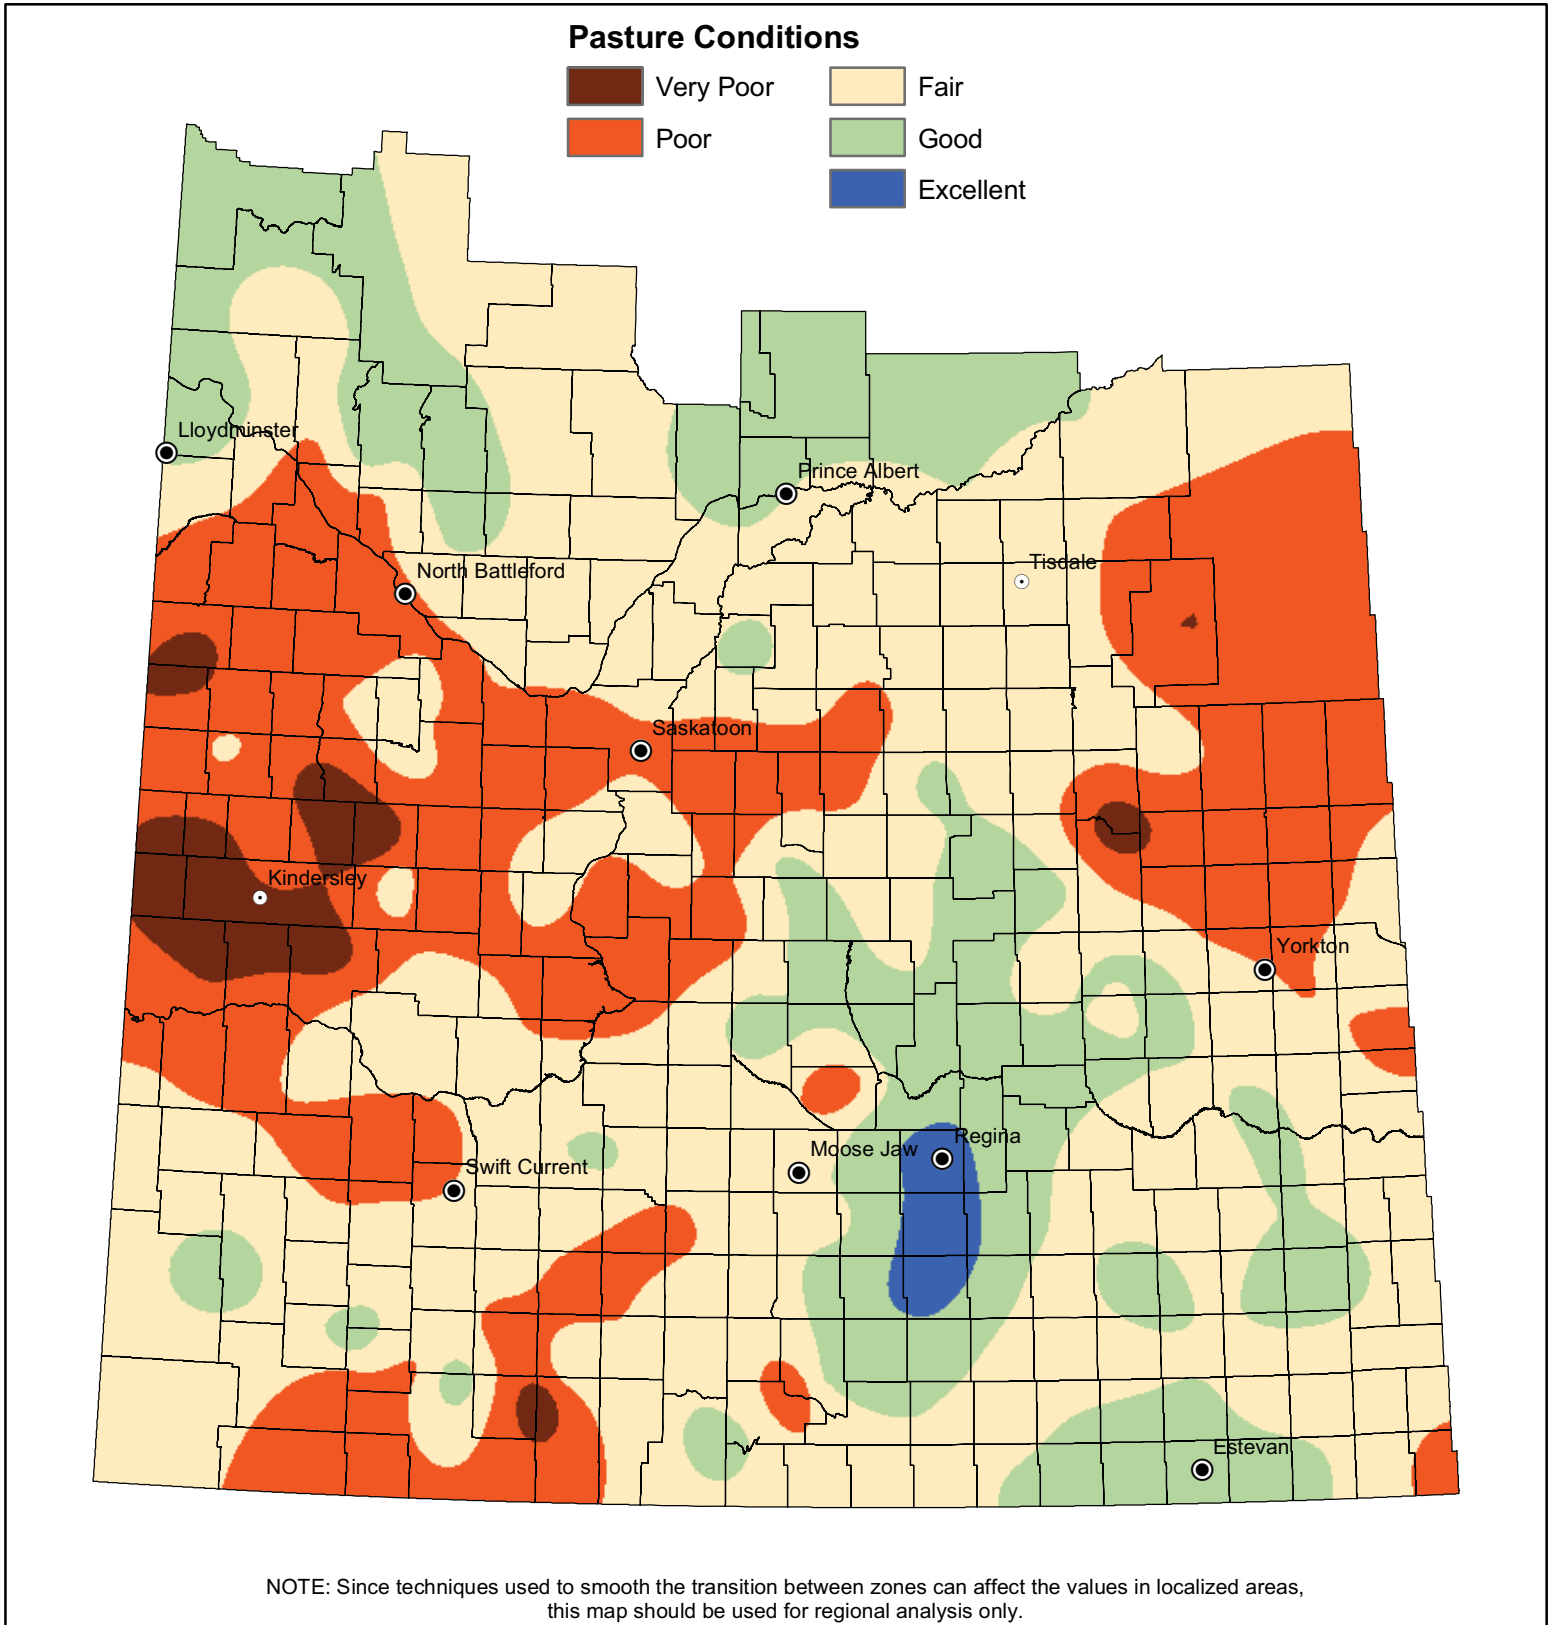 Pasture Conditions
Very Poor
Fair
Poor
Good
Excellent
Lloydminster
Prince Albert
North Battleford
Tisdale
Saskatoon
Kindersley
Yorkton
Moose Jaw
Regina
Swift Current
Estevan
NOTE: Since techniques used to smooth the transition between zones can affect the values in localized areas,
this map should be used for regional analysis only.